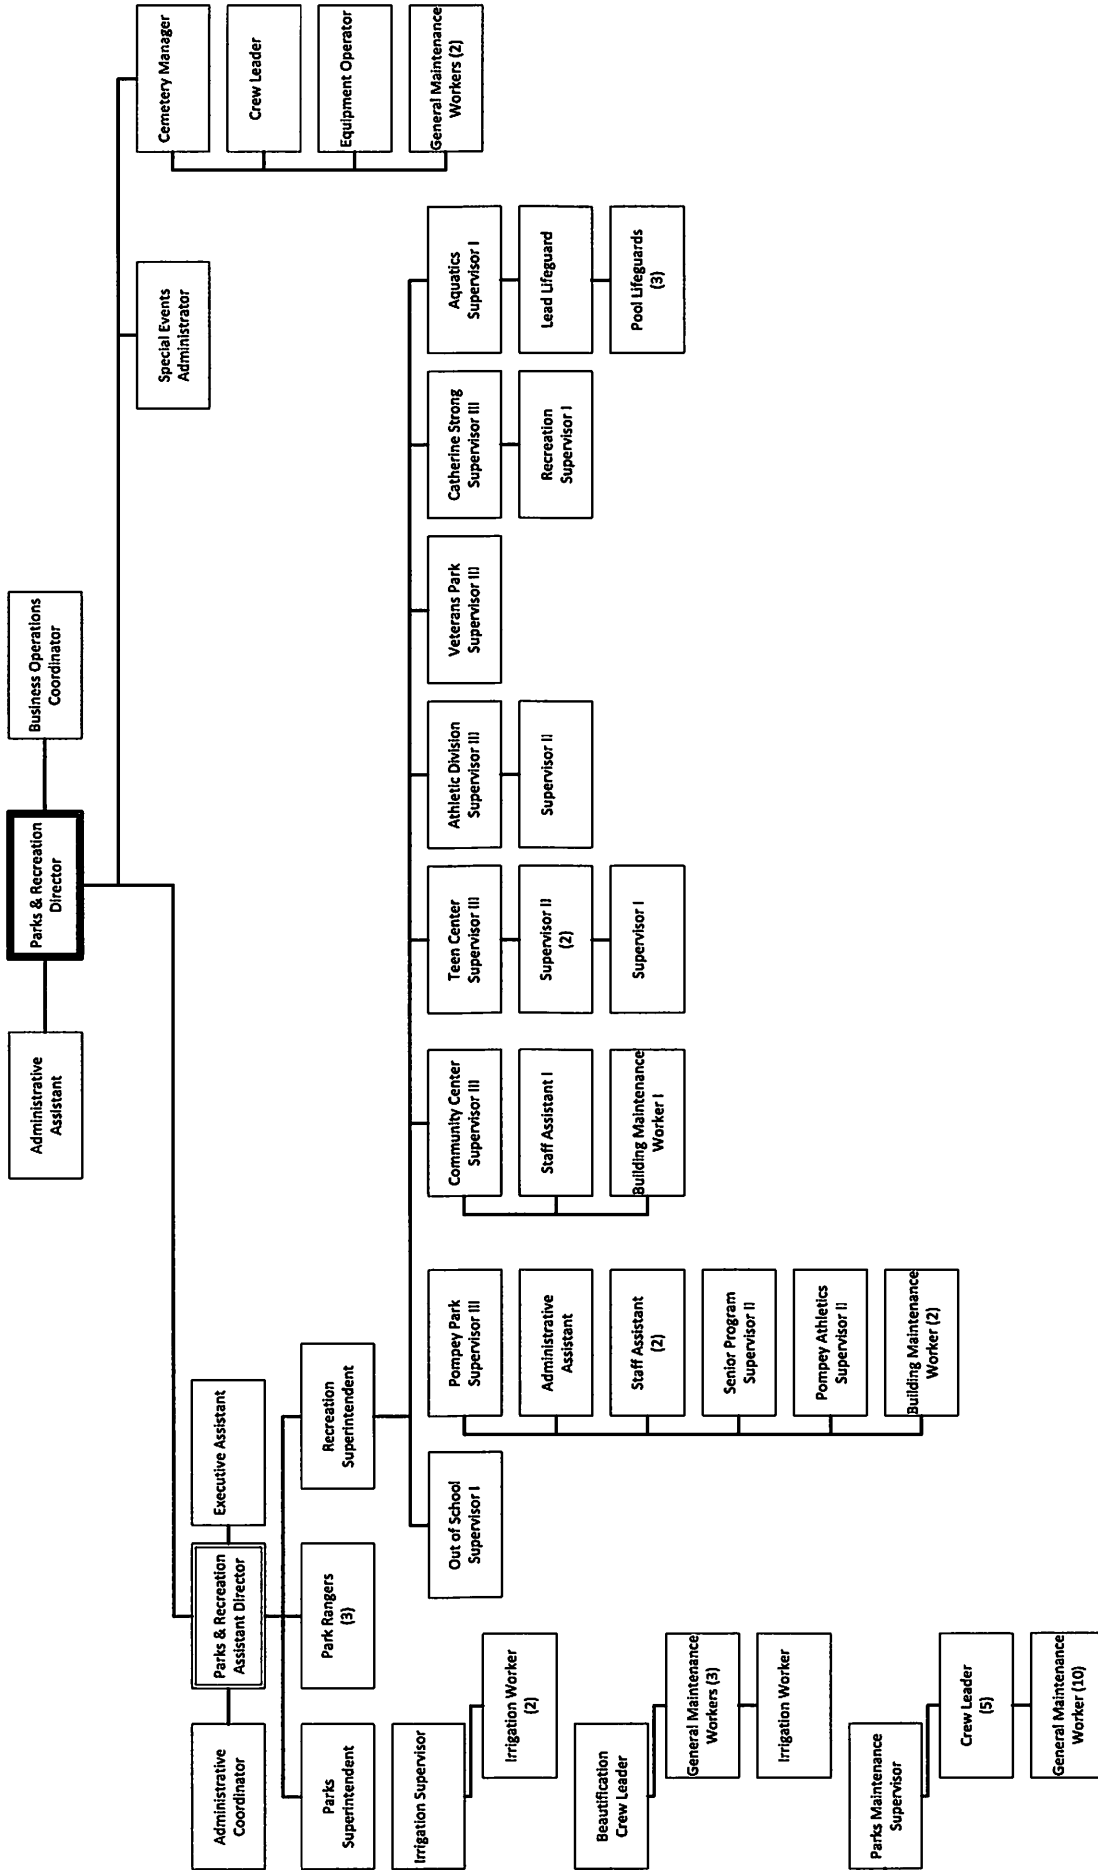 Parks & Recreation
Director
Administrative
Assistant
Business Operations
Coordinator
Parks & Recreation
Assistant Director
Administrative
Coordinator
Executive Assistant
Special Events
Administrator
Cemetery Manager
Crew Leader
Equipment Operator
General Maintenance
Workers (2)
Parks
Superintendent
Park Rangers
(3)
Recreation
Superintendent
Irrigation Supervisor
Irrigation Worker
(2)
Beautification
Crew Leader
General Maintenance
Workers (3)
Irrigation Worker
Parks Maintenance
Supervisor
Crew Leader
(5)
General Maintenance
Worker (10)
Out of School
Supervisor I
Pompey Park
Supervisor III
Administrative
Assistant
Staff Assistant
(2)
Senior Program
Supervisor II
Pompey Athletics
Supervisor II
Building Maintenance
Worker (2)
Community Center
Supervisor III
Staff Assistant I
Building Maintenance
Worker I
Teen Center
Supervisor III
Supervisor II
(2)
Supervisor I
Athletic Division
Supervisor III
Supervisor II
Veterans Park
Supervisor III
Catherine Strong
Supervisor III
Recreation
Supervisor I
Aquatics
Supervisor I
Lead Lifeguard
Pool Lifeguards
(3)